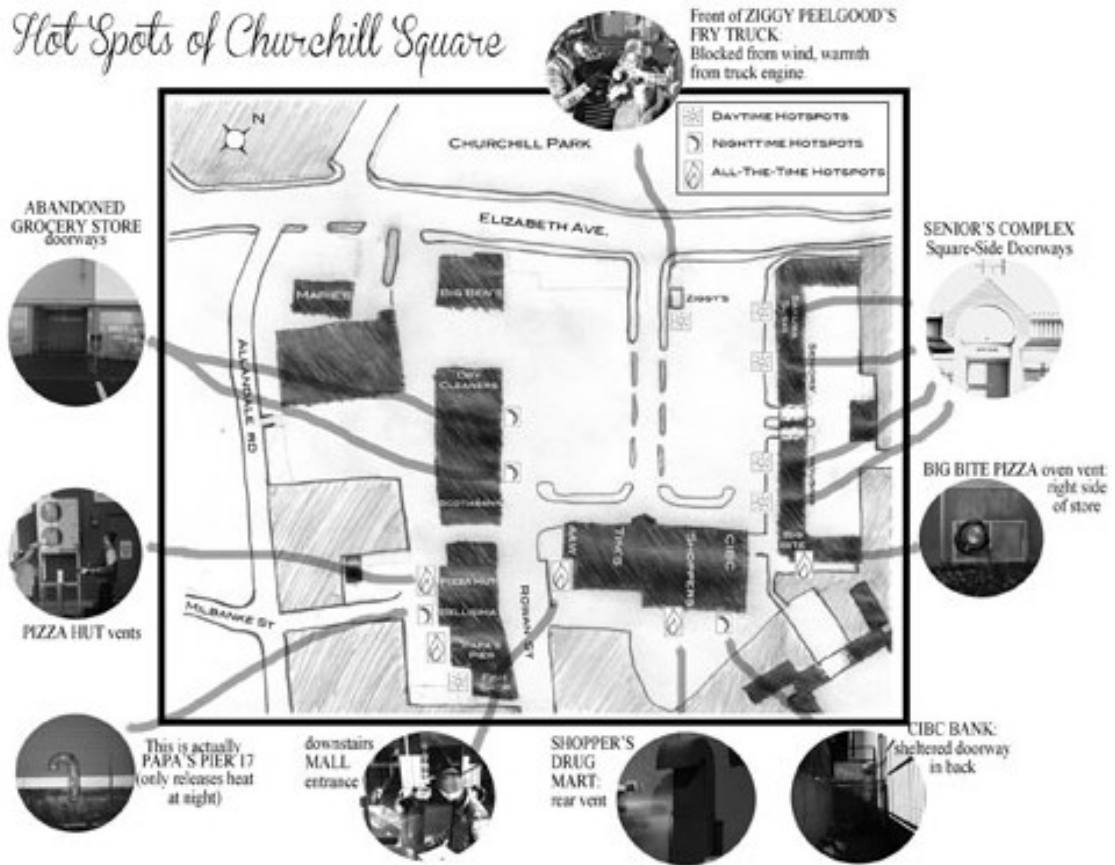 Hot Spots of Churchill Square
Front of ZIGGY PEELGOOD'S
FRY TRUCK:
Blocked from wind, warmth
from truck engine.
N
CHURCHILL PARK
DAYTIME HOTSPOTS
NIGHTTIME HOTSPOTS
ALL-THE-TIME HOTSPOTS
ELIZABETH AVE.
ABANDONED
GROCERY STORE
doorways
SENIOR'S COMPLEX
Square-Side Doorways
MARIE'S
BIG BEN'S
ZIGGY'S
ALLANDALE RD
DRY
CLEANERS
SCOTIABANK
BIG BITE PIZZA oven vent:
right side
of store
A&W
TIRES
SHOPPERS
CIBC
BIG
BITE
PIZZA HUT
BELLISIMA
PAPA'S
PIER
ROWAN ST
MILBANKE ST
PIZZA HUT vents
This is actually
PAPA'S PIER 17
(only releases heat
at night)
downstairs
MALL
entrance
SHOPPER'S
DRUG
MART:
rear vent
CIBC BANK:
sheltered doorway
in back